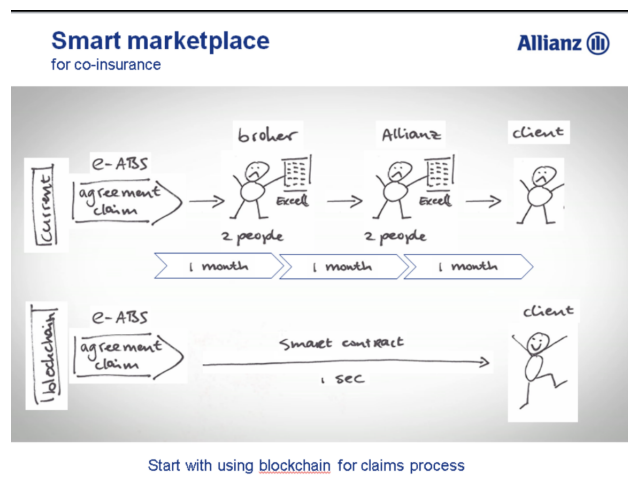 Smart marketplace
for co-insurance
Allianz
current
e-ABS
agreement
claim
broker
Excell
2 people
Allianz
Excell
2 people
client
1 month
1 month
1 month
blockchain
e-ABS
agreement
claim
smart contract
1 sec
client
Start with using blockchain for claims process